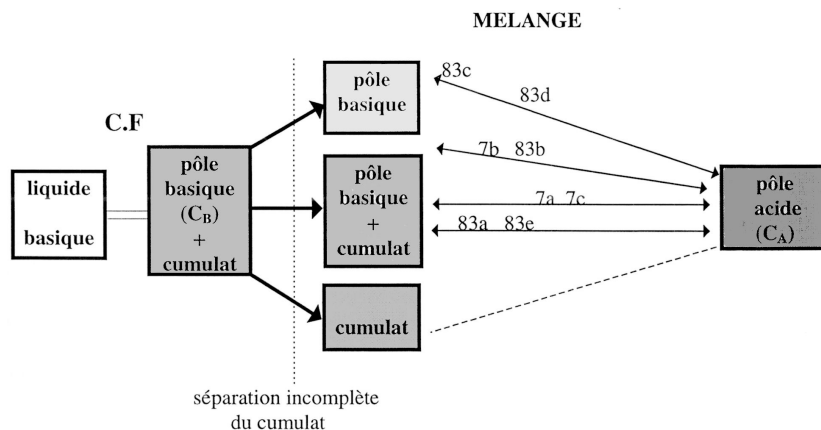 MELANGE
C.F
liquide
basique
pôle
basique
(C_B)
+
cumulat
pôle
basique
pôle
basique
+
cumulat
cumulat
83c
83d
7b 83b
7a 7c
83a 83e
pôle
acide
(C_A)
séparation incomplète
du cumulat